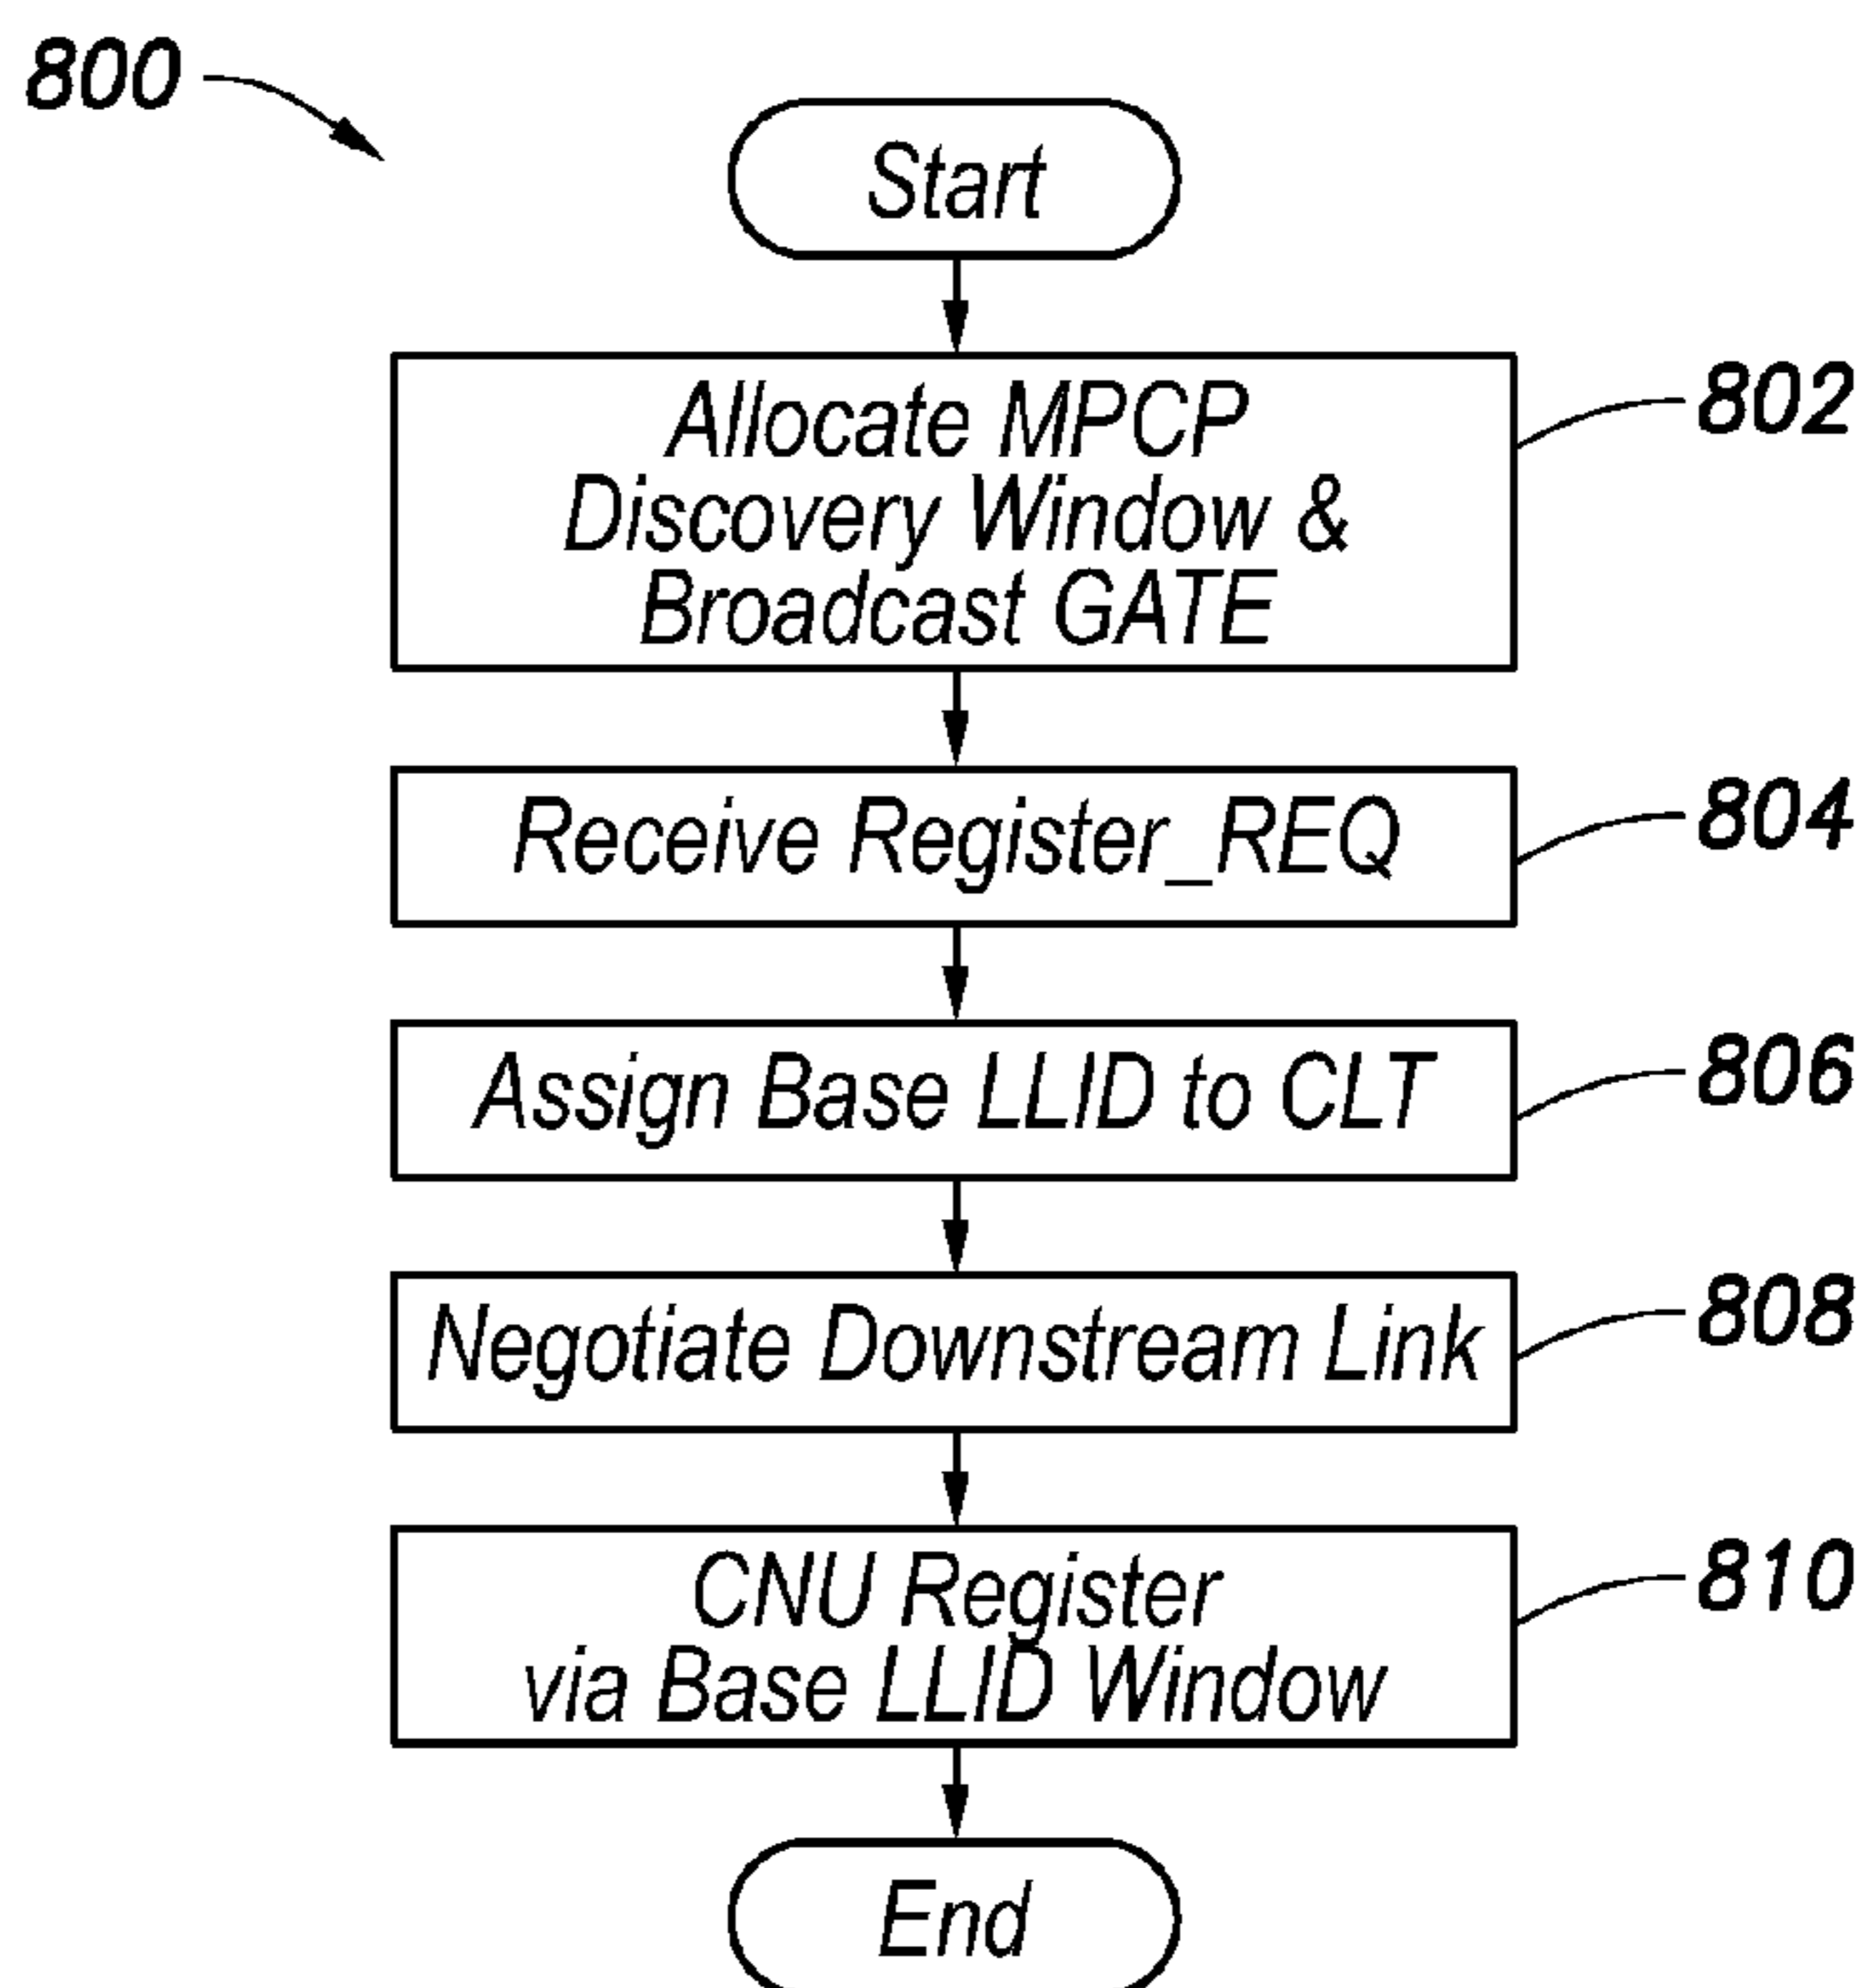 800
Start
Allocate MPCP
Discovery Window &
Broadcast GATE
802
Receive Register_REQ
804
Assign Base LLID to CLT
806
Negotiate Downstream Link
808
CNU Register
via Base LLID Window
810
End